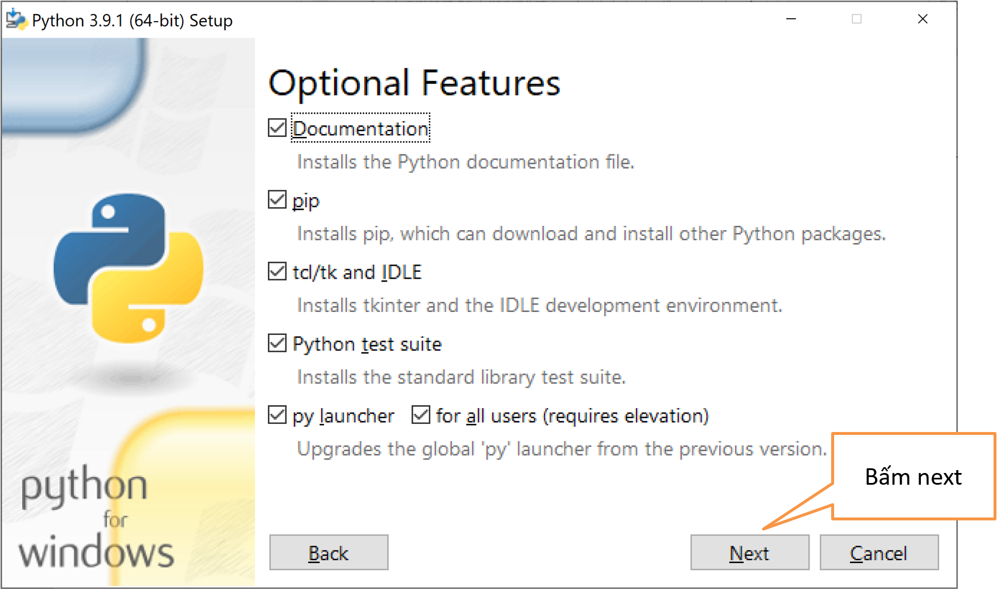 Python 3.9.1 (64-bit) Setup
Optional Features
Documentation
Installs the Python documentation file.
pip
Installs pip, which can download and install other Python packages.
tcl/tk and IDLE
Installs tkinter and the IDLE development environment.
Python test suite
Installs the standard library test suite.
py launcher for all users (requires elevation)
Upgrades the global 'py' launcher from the previous version.
Bấm next
python
for
windows
Back Next Cancel